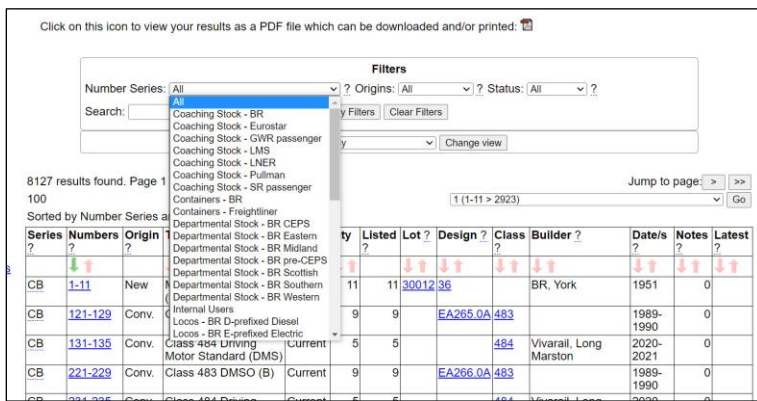 Click on this icon to view your results as a PDF file which can be downloaded and/or printed:
Filters
Number Series: All ? Origins: All ? Status: All ?
Search: y Filters Clear Filters
All
Coaching Stock - BR
Coaching Stock - Eurostar
Coaching Stock - GWR passenger
Coaching Stock - LMS
Coaching Stock - LNER
Coaching Stock - Pullman
Coaching Stock - SR passenger
Containers - BR
Containers - Freightliner
Departmental Stock - BR CEPS
Departmental Stock - BR Eastern
Departmental Stock - BR Midland
Departmental Stock - BR pre-CEPS
Departmental Stock - BR Scottish
Departmental Stock - BR Southern
Departmental Stock - BR Western
Internal Users
Locos - BR D-prefixed Diesel
Locos - BR E-prefixed Electric
y Change view
8127 results found. Page 1 Jump to page: > >>
100 1 (1-11 > 2923) Go
Sorted by Number Series a
Series ? Numbers ? Origin ? T ty ? Listed ? Lot ? Design ? Class ? Builder ? Date/s ? Notes ? Latest ?
s
CB 1-11 New 11 11 30012 36 BR, York 1951 0
CB 121-129 Conv. 9 9 EA265.0A 483 1989-1990 0
CB 131-135 Conv. Class 484 Driving Motor Standard (DMS) Current 5 5 484 Vivarail, Long Marston 2020-2021 0
CB 221-229 Conv. Class 483 DMSO (B) Current 9 9 EA266.0A 483 1989-1990 0